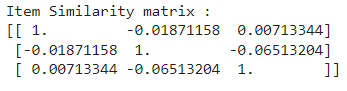 Item Similarity matrix :
[[ 1.         -0.01871158  0.00713344]
 [-0.01871158  1.         -0.06513204]
 [ 0.00713344 -0.06513204  1.        ]]